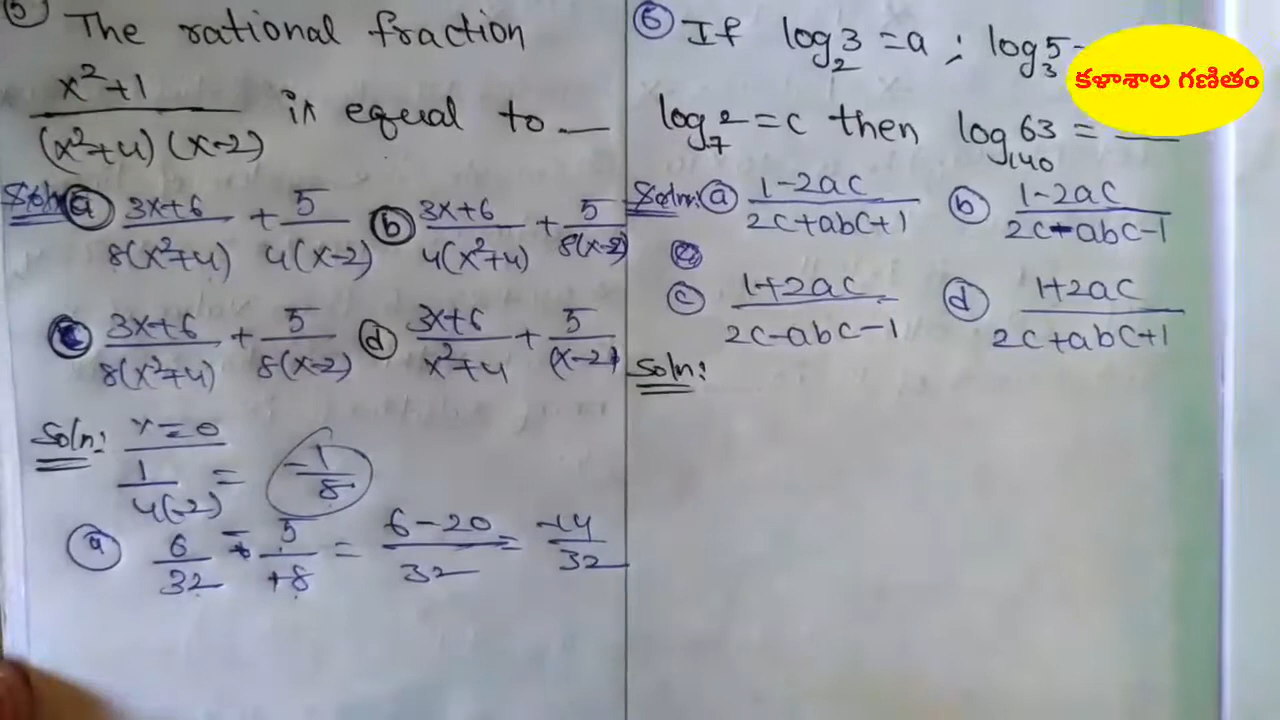 ⑤ The rational fraction
x²+1 / (x²+4)(x-2) is equal to __
Soln: ⓐ 3x+6 / 8(x²+4) + 5 / 4(x-2) ⓑ 3x+6 / 4(x²+4) + 5 / 8(x-2)
ⓒ 3x+6 / 8(x²+4) + 5 / 8(x-2) ⓓ 3x+6 / x²+4 + 5 / (x-2)
Soln: x=0
1 / 4(-2) = -1/8
ⓐ 6/32 - 5/+8 = 6-20 / 32 = -14/32
⑥ If log₂3 = a ; log₃5
కళాశాల గణితం
log₇2 = c then log₁₄₀63 = __
Soln: ⓐ 1-2ac / 2c+abc+1 ⓑ 1-2ac / 2c-abc-1
ⓒ 1+2ac / 2c-abc-1 ⓓ 1+2ac / 2c+abc+1
Soln: